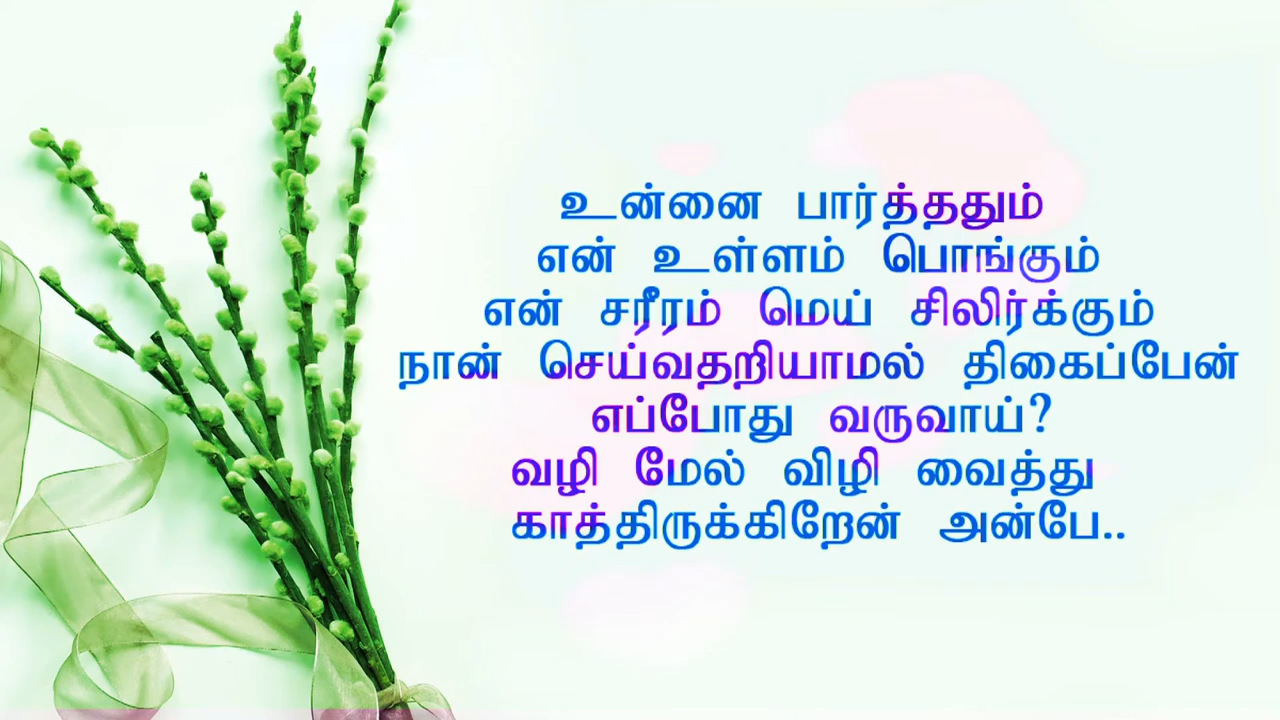 உன்னை பார்த்ததும்
என் உள்ளம் பொங்கும்
என் சரீரம் மெய் சிலிர்க்கும்
நான் செய்வதறியாமல் திகைப்பேன்
எப்போது வருவாய்?
வழி மேல் விழி வைத்து
காத்திருக்கிறேன் அன்பே..